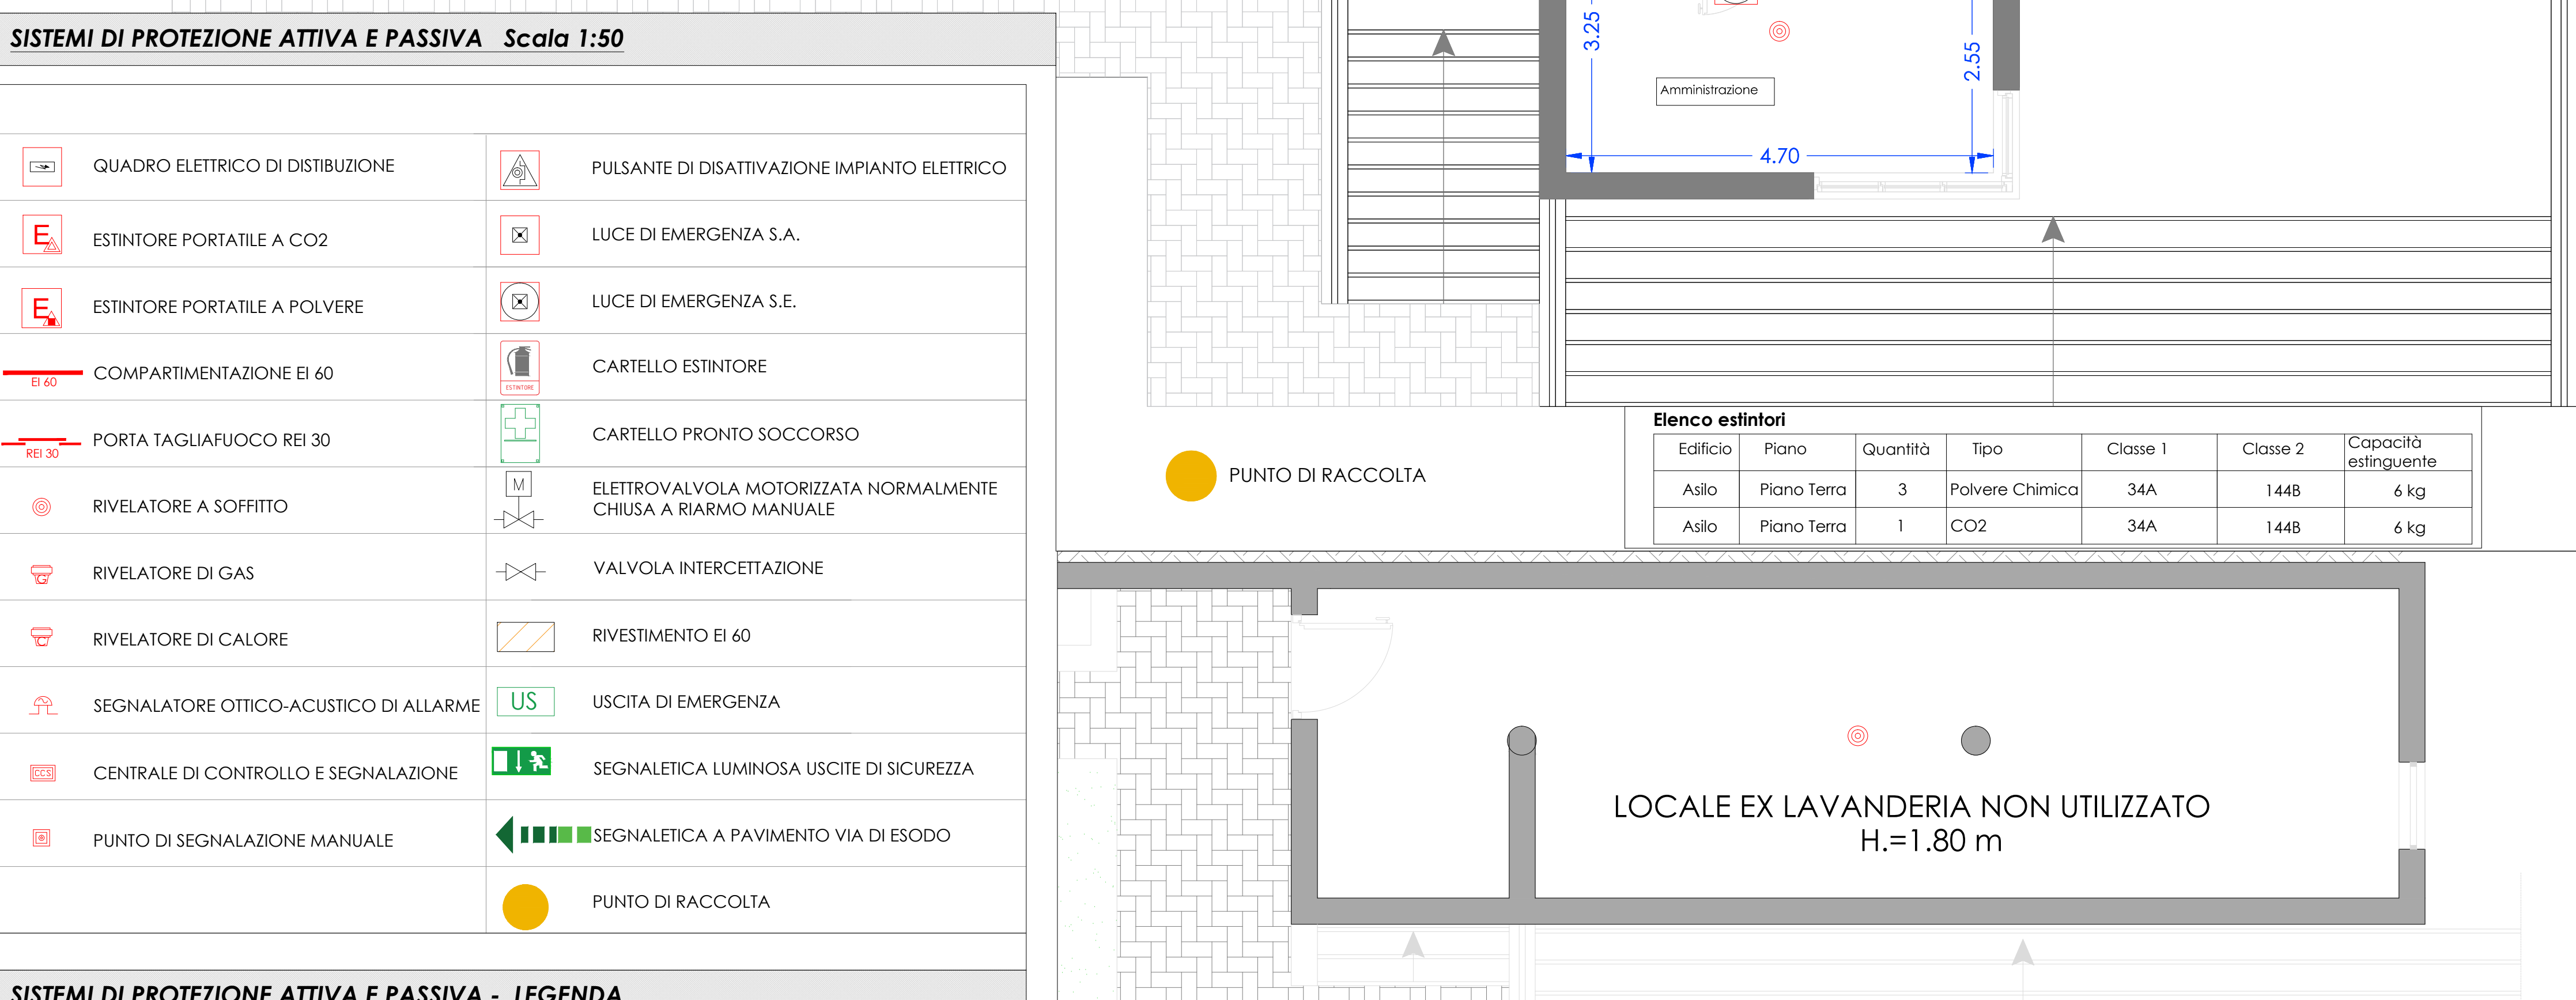 SISTEMI DI PROTEZIONE ATTIVA E PASSIVA Scala 1:50
QUADRO ELETTRICO DI DISTIBUZIONE
PULSANTE DI DISATTIVAZIONE IMPIANTO ELETTRICO
E
ESTINTORE PORTATILE A CO2
LUCE DI EMERGENZA S.A.
E
ESTINTORE PORTATILE A POLVERE
LUCE DI EMERGENZA S.E.
EI 60
COMPARTIMENTAZIONE EI 60
ESTINTORE
CARTELLO ESTINTORE
REI 30
PORTA TAGLIAFUOCO REI 30
CARTELLO PRONTO SOCCORSO
RIVELATORE A SOFFITTO
M
ELETTROVALVOLA MOTORIZZATA NORMALMENTE
CHIUSA A RIARMO MANUALE
G
RIVELATORE DI GAS
VALVOLA INTERCETTAZIONE
C
RIVELATORE DI CALORE
RIVESTIMENTO EI 60
SEGNALATORE OTTICO-ACUSTICO DI ALLARME
US
USCITA DI EMERGENZA
CCS
CENTRALE DI CONTROLLO E SEGNALAZIONE
SEGNALETICA LUMINOSA USCITE DI SICUREZZA
PUNTO DI SEGNALAZIONE MANUALE
SEGNALETICA A PAVIMENTO VIA DI ESODO
PUNTO DI RACCOLTA
SISTEMI DI PROTEZIONE ATTIVA E PASSIVA - LEGENDA
3.25
2.55
Amministrazione
4.70
PUNTO DI RACCOLTA
Elenco estintori
Edificio Piano Quantità Tipo Classe 1 Classe 2 Capacità estinguente
Asilo Piano Terra 3 Polvere Chimica 34A 144B 6 kg
Asilo Piano Terra 1 CO2 34A 144B 6 kg
LOCALE EX LAVANDERIA NON UTILIZZATO
H.=1.80 m